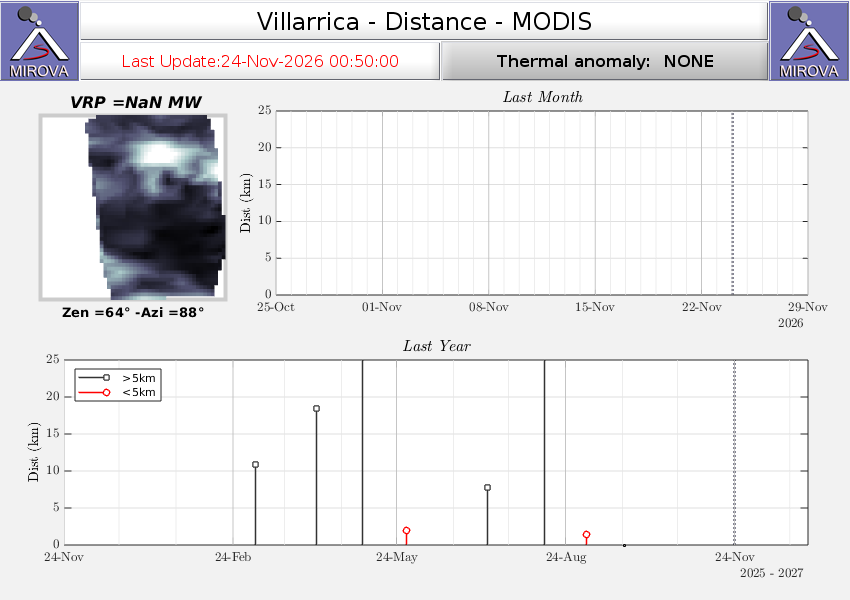 MIROVA
Villarrica - Distance - MODIS
Last Update:24-Nov-2026 00:50:00
Thermal anomaly: NONE
MIROVA
VRP =NaN MW
Zen =64° -Azi =88°
Last Month
Dist (km)
25
20
15
10
5
0
25-Oct 01-Nov 08-Nov 15-Nov 22-Nov 29-Nov
2026
Last Year
Dist (km)
25
20
15
10
5
0
>5km
<5km
24-Nov 24-Feb 24-May 24-Aug 24-Nov
2025 - 2027